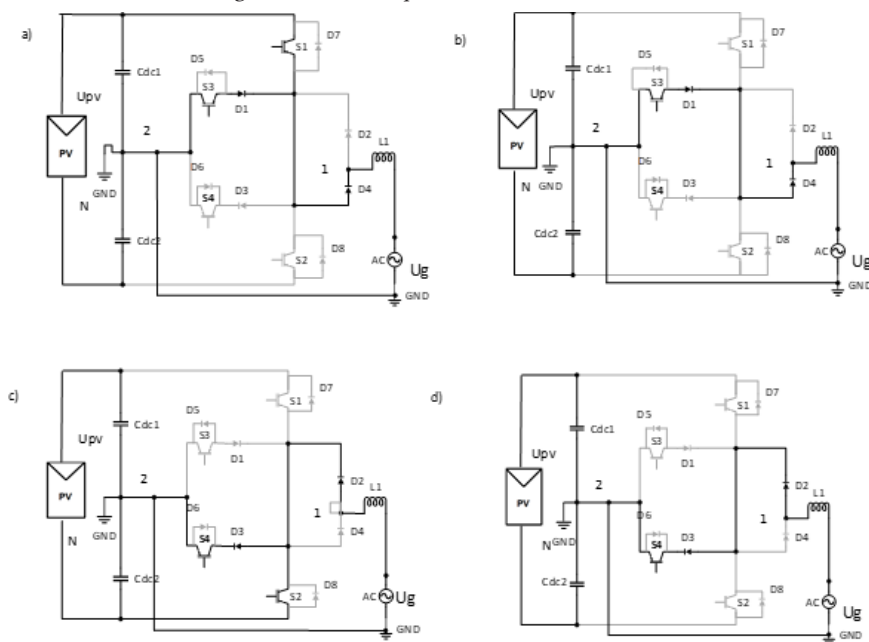 a)
S1
D7
D5
Cdc1
S3
D1
Upv
D2
L1
2
PV
D6
1
GND
D3
D4
N
S4
Cdc2
D8
S2
AC
Ug
GND
b)
S1
D7
D5
Cdc1
S3
D1
Upv
D2
L1
2
PV
D6
1
GND
D3
D4
N
S4
Cdc2
D8
S2
AC
Ug
GND
c)
S1
D7
D5
Cdc1
S3
D1
Upv
D2
L1
2
PV
D6
1
GND
D3
D4
N
S4
Cdc2
D8
S2
AC
Ug
GND
d)
S1
D7
D5
Cdc1
S3
D1
Upv
D2
L1
2
PV
D6
1
GND
D3
D4
N
S4
Cdc2
D8
S2
AC
Ug
GND